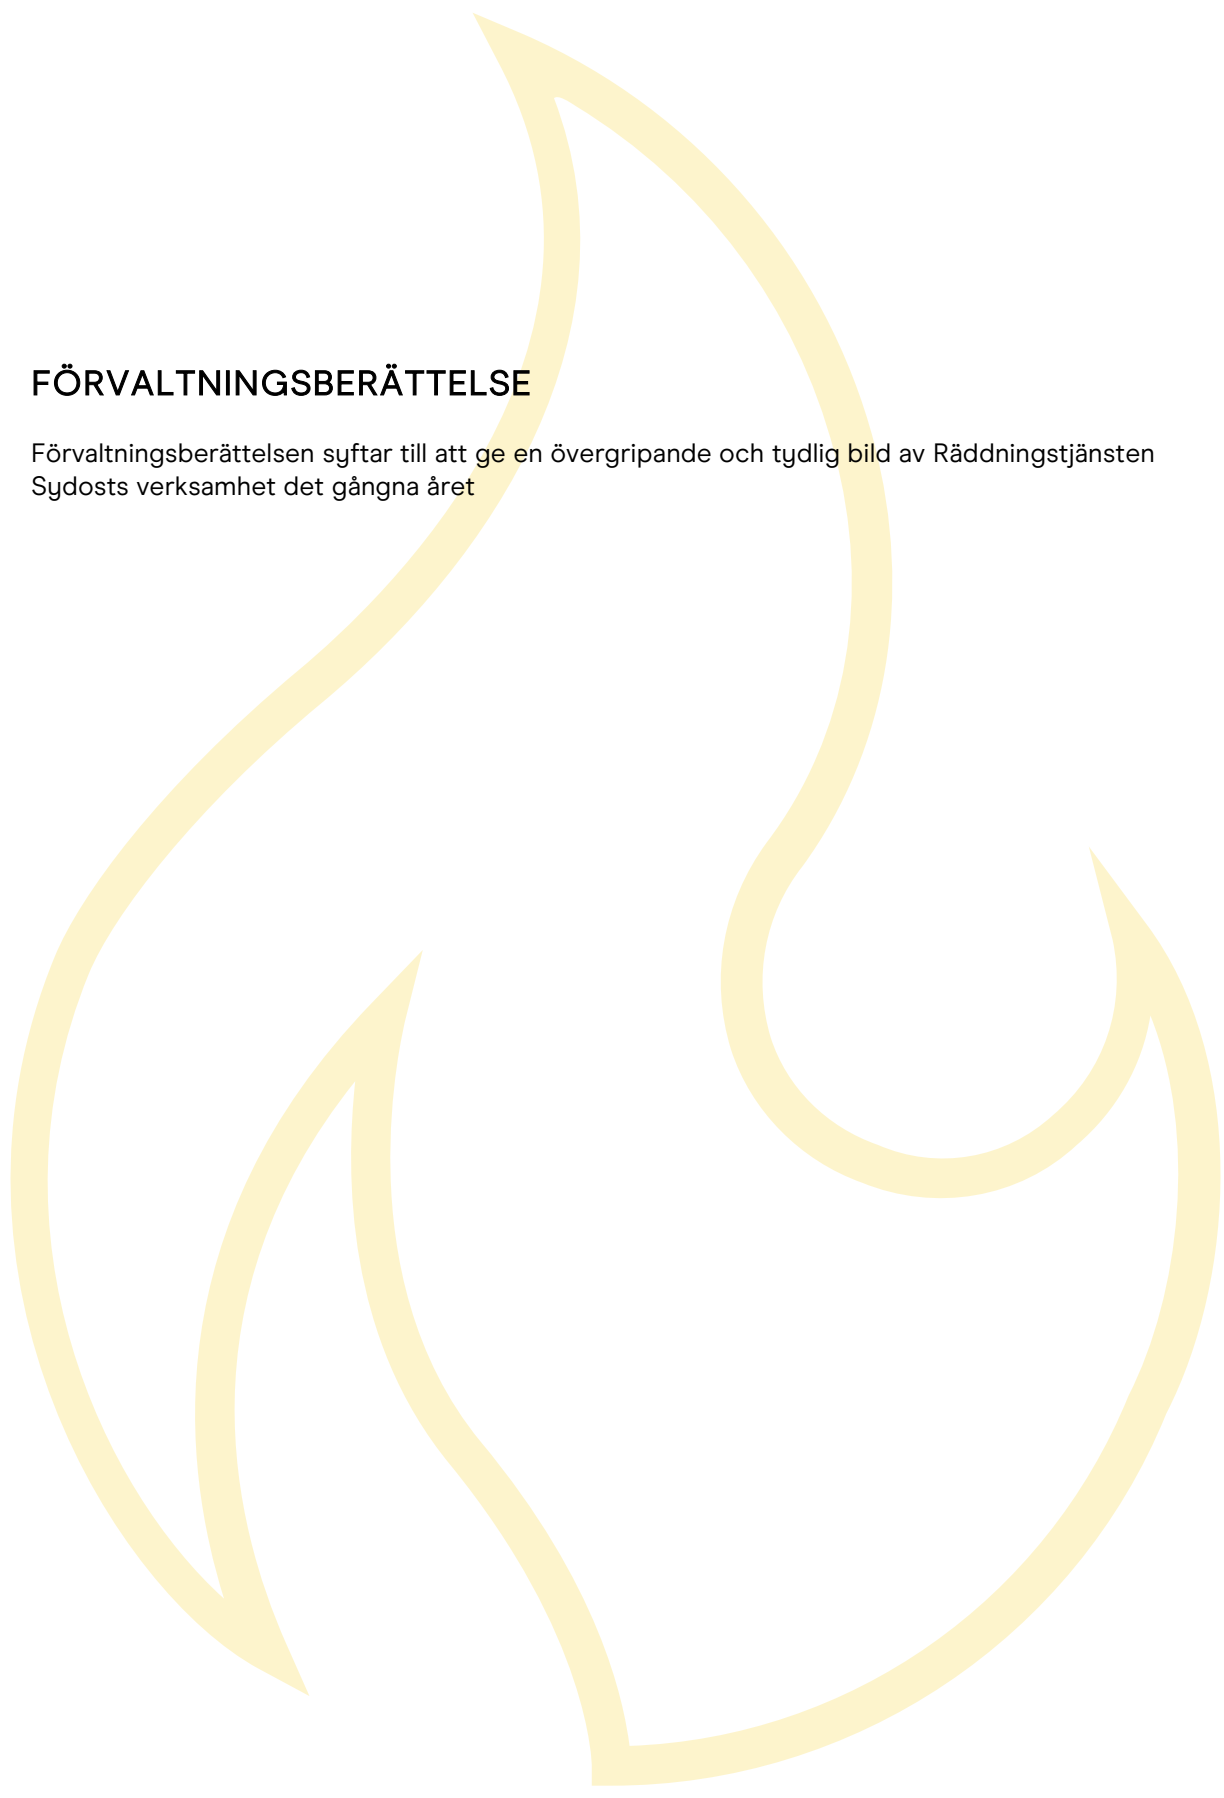 FÖRVALTNINGSBERÄTTELSE
Förvaltningsberättelsen syftar till att ge en övergripande och tydlig bild av Räddningstjänsten
Sydosts verksamhet det gångna året